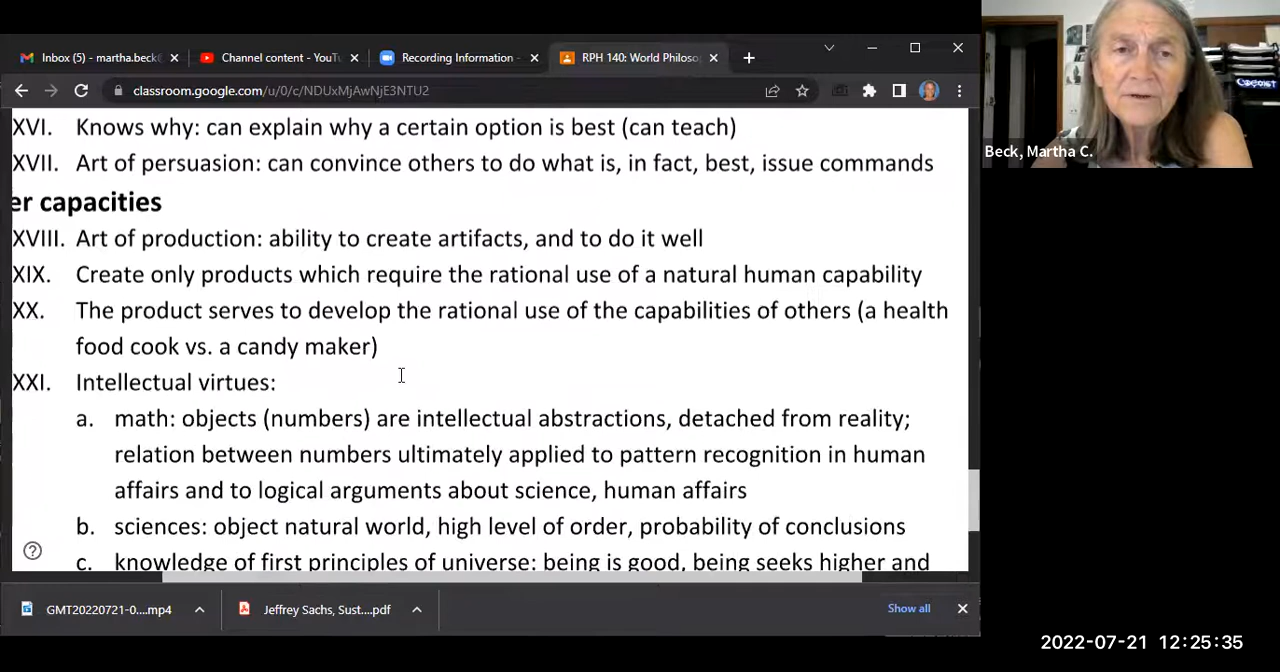 Inbox (5) - martha.beck
Channel content - YouTu
Recording Information -
RPH 140: World Philoso
classroom.google.com/u/0/c/NDUxMjAwNjE3NTU2
XVI. Knows why: can explain why a certain option is best (can teach)
XVII. Art of persuasion: can convince others to do what is, in fact, best, issue commands
er capacities
XVIII. Art of production: ability to create artifacts, and to do it well
XIX. Create only products which require the rational use of a natural human capability
XX. The product serves to develop the rational use of the capabilities of others (a health
food cook vs. a candy maker)
XXI. Intellectual virtues:
a. math: objects (numbers) are intellectual abstractions, detached from reality;
relation between numbers ultimately applied to pattern recognition in human
affairs and to logical arguments about science, human affairs
b. sciences: object natural world, high level of order, probability of conclusions
c. knowledge of first principles of universe: being is good, being seeks higher and
GMT20220721-0....mp4
Jeffrey Sachs, Sust....pdf
Show all
Beck, Martha C.
COEXIST
2022-07-21 12:25:35